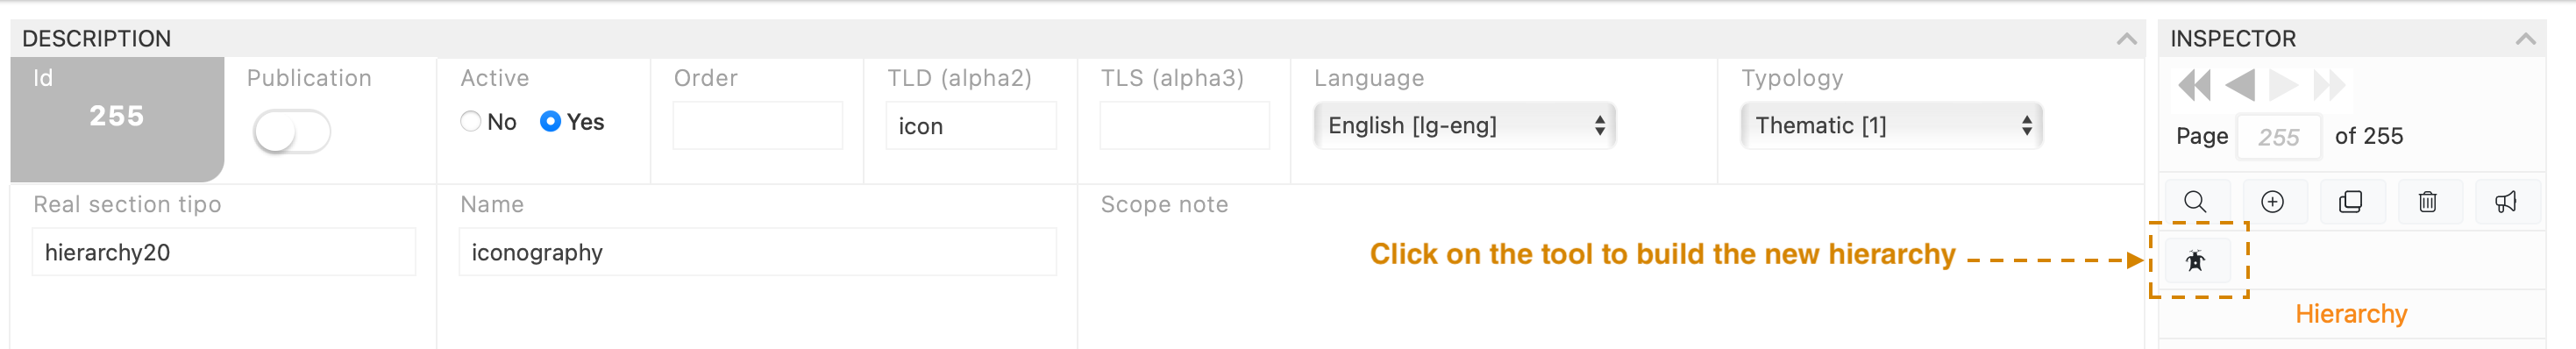 DESCRIPTION
INSPECTOR
Id
255
Publication
Active
No
Yes
Order
TLD (alpha2)
icon
TLS (alpha3)
Language
English [lg-eng]
Typology
Thematic [1]
Page 255 of 255
Real section tipo
hierarchy20
Name
iconography
Scope note
Click on the tool to build the new hierarchy
Hierarchy